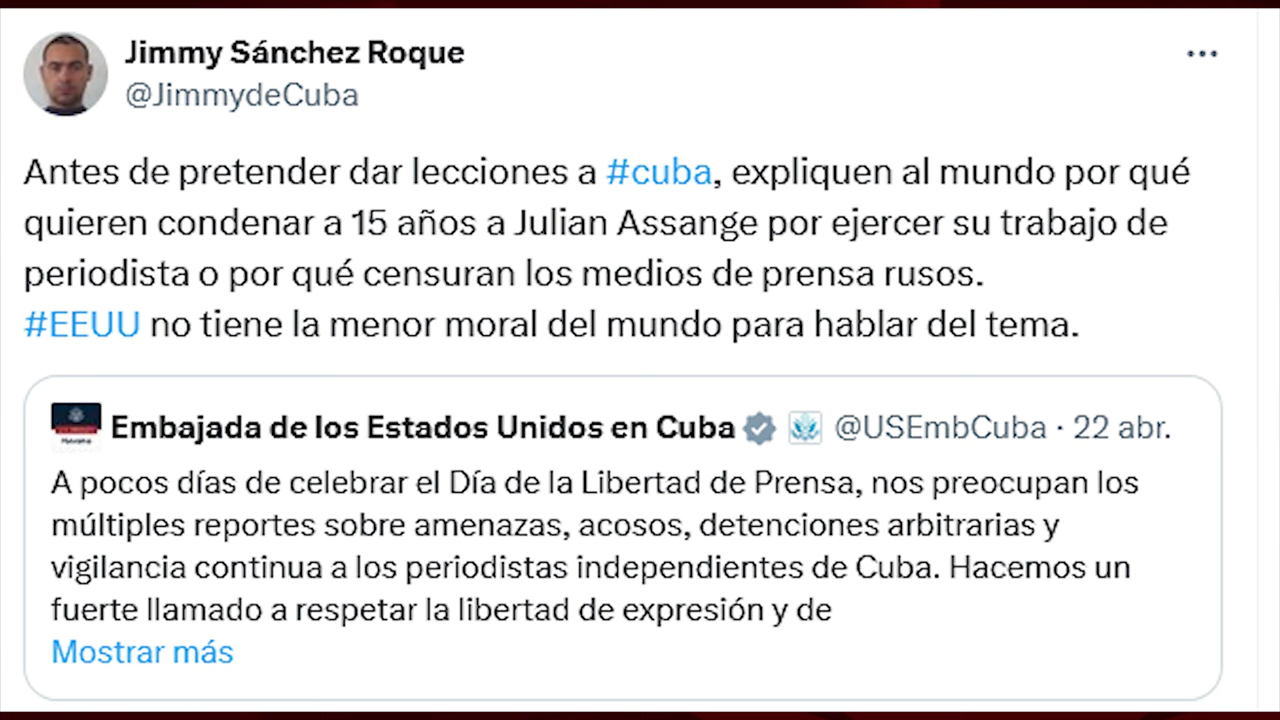 Jimmy Sánchez Roque
@JimmydeCuba
Antes de pretender dar lecciones a #cuba, expliquen al mundo por qué
quieren condenar a 15 años a Julian Assange por ejercer su trabajo de
periodista o por qué censuran los medios de prensa rusos.
#EEUU no tiene la menor moral del mundo para hablar del tema.
Embajada de los Estados Unidos en Cuba @USEmbCuba · 22 abr.
A pocos días de celebrar el Día de la Libertad de Prensa, nos preocupan los
múltiples reportes sobre amenazas, acosos, detenciones arbitrarias y
vigilancia continua a los periodistas independientes de Cuba. Hacemos un
fuerte llamado a respetar la libertad de expresión y de
Mostrar más